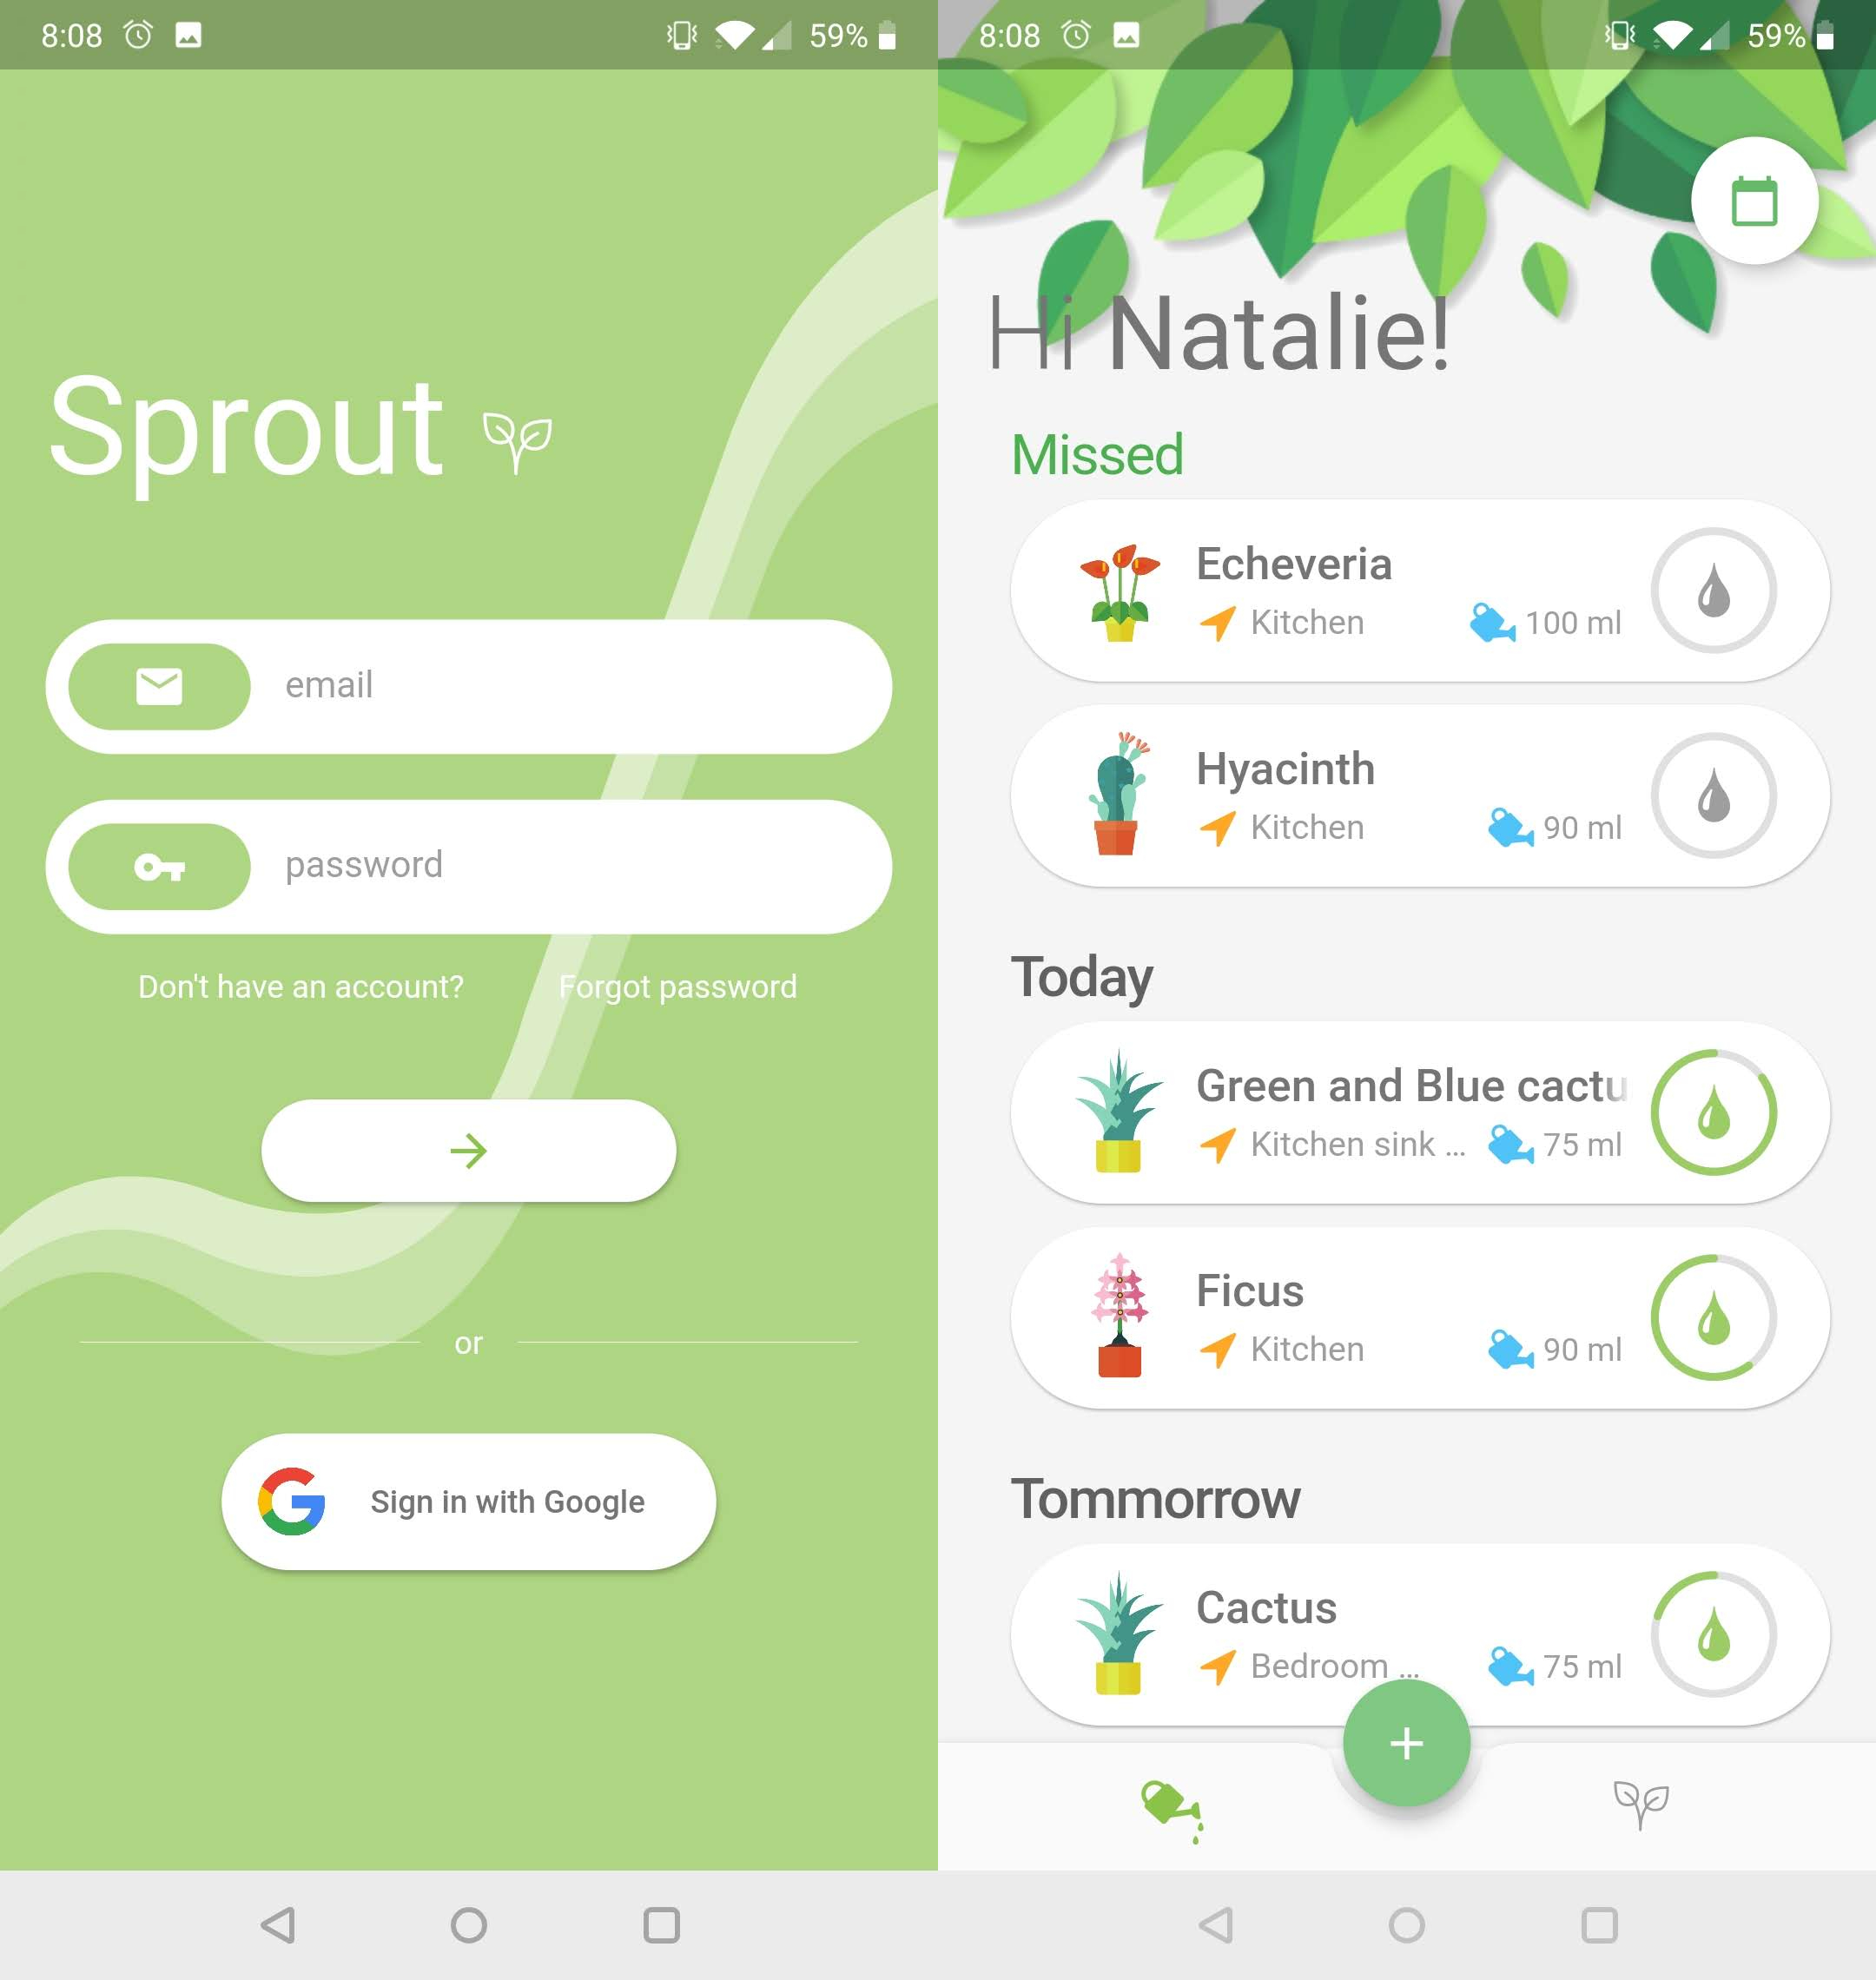 8:08 59%
Sprout
email
password
Don't have an account? Forgot password
or
Sign in with Google
8:08 59%
Hi Natalie!
Missed
Echeveria
Kitchen 100 ml
Hyacinth
Kitchen 90 ml
Today
Green and Blue cactu
Kitchen sink ... 75 ml
Ficus
Kitchen 90 ml
Tommorrow
Cactus
Bedroom ... 75 ml